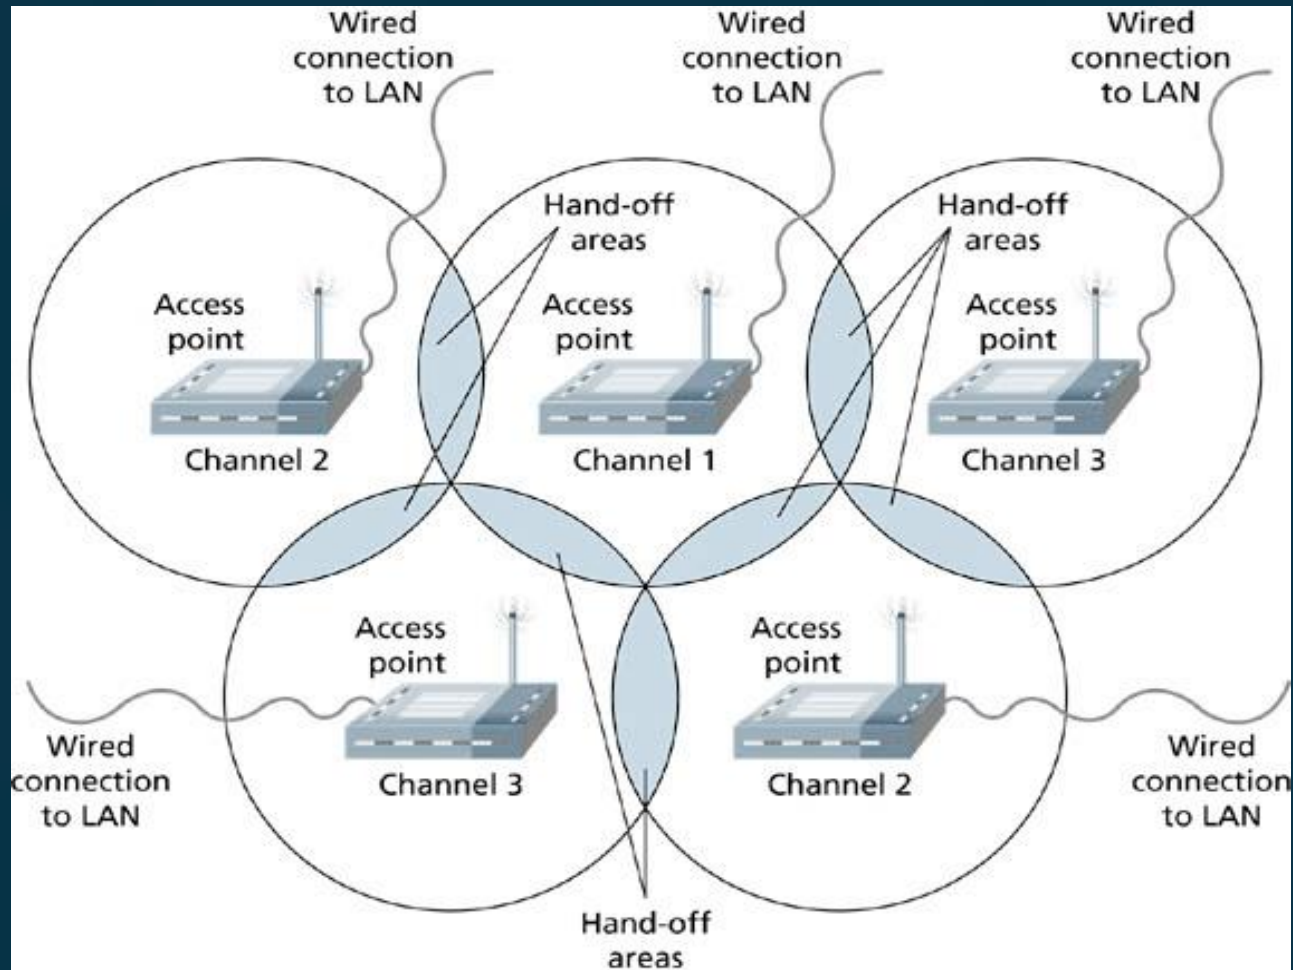 Wired
connection
to LAN
Wired
connection
to LAN
Wired
connection
to LAN
Hand-off
areas
Hand-off
areas
Access
point
Channel 2
Access
point
Channel 1
Access
point
Channel 3
Access
point
Channel 3
Access
point
Channel 2
Wired
connection
to LAN
Wired
connection
to LAN
Hand-off
areas